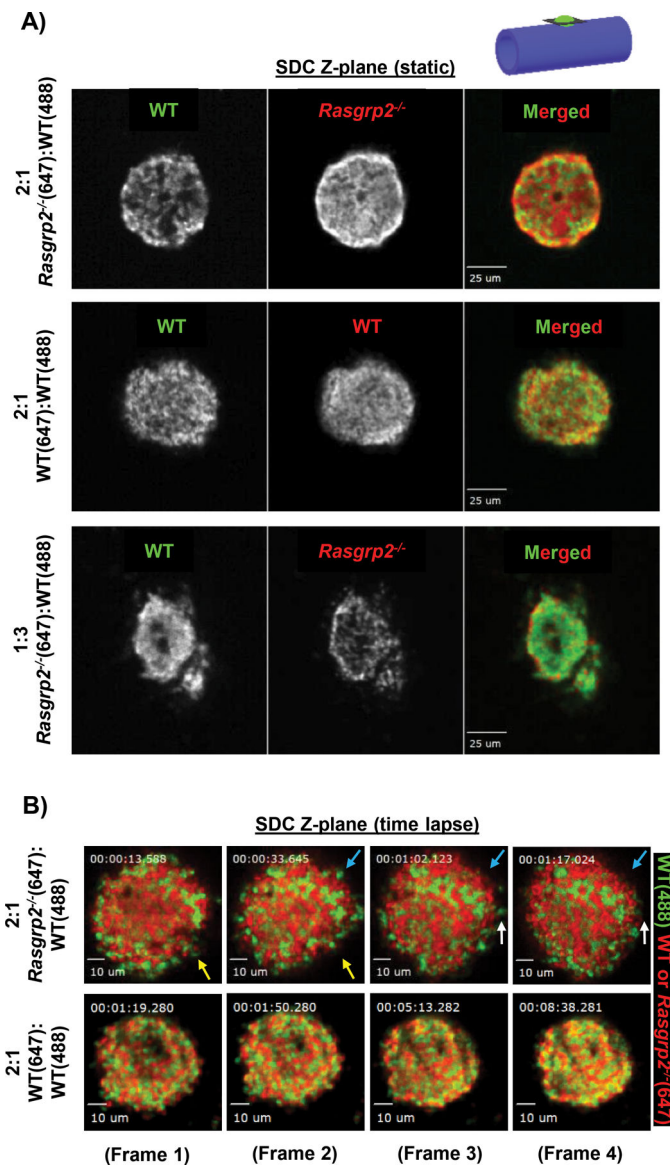 A)
SDC Z-plane (static)
2:1
Rasgrp2-/-(647):WT(488)
WT
Rasgrp2-/-
Merged
25 um
2:1
WT(647):WT(488)
WT
WT
Merged
25 um
1:3
Rasgrp2-/-(647):WT(488)
WT
Rasgrp2-/-
Merged
25 um
B)
SDC Z-plane (time lapse)
2:1
Rasgrp2-/-(647):
WT(488)
00:00:13.588
10 um
00:00:33.645
10 um
00:01:02.123
10 um
00:01:17.024
10 um
2:1
WT(647):
WT(488)
00:01:19.280
10 um
00:01:50.280
10 um
00:05:13.282
10 um
00:08:38.281
10 um
WT(488) WT or Rasgrp2-/-(647)
(Frame 1)
(Frame 2)
(Frame 3)
(Frame 4)